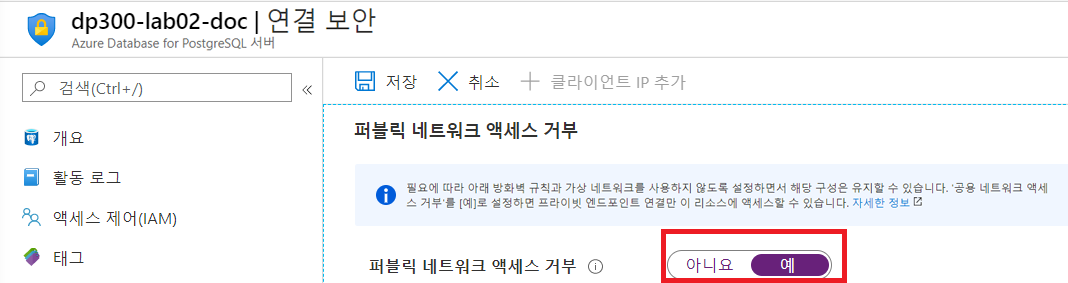 dp300-lab02-doc | 연결 보안
Azure Database for PostgreSQL 서버
검색(Ctrl+/)
«
개요
활동 로그
액세스 제어(IAM)
태그
저장 취소 클라이언트 IP 추가
퍼블릭 네트워크 액세스 거부
필요에 따라 아래 방화벽 규칙과 가상 네트워크를 사용하지 않도록 설정하면서 해당 구성은 유지할 수 있습니다. '공용 네트워크 액세
스 거부'를 [예]로 설정하면 프라이빗 엔드포인트 연결만 이 리소스에 액세스할 수 있습니다. 자세한 정보
퍼블릭 네트워크 액세스 거부 아니요 예